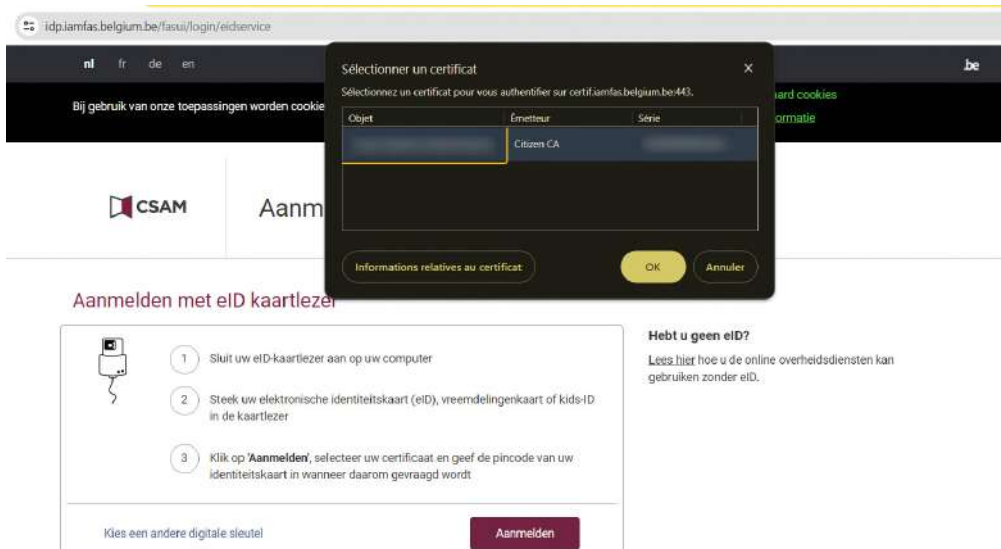 idp.iamfas.belgium.be/fasui/login/eidservice
nl fr de en
.be
Bij gebruik van onze toepassingen worden cookie
ard cookies
ormatie
Sélectionner un certificat
Sélectionnez un certificat pour vous authentifier sur certif.iamfas.belgium.be:443.
Objet Émetteur Série
Citizen CA
Informations relatives au certificat OK Annuler
CSAM
Aanm
Aanmelden met eID kaartlezer
1 Sluit uw eID-kaartlezer aan op uw computer
2 Steek uw elektronische identiteitskaart (eID), vreemdelingenkaart of kids-ID
in de kaartlezer
3 Klik op 'Aanmelden', selecteer uw certificaat en geef de pincode van uw
identiteitskaart in wanneer daarom gevraagd wordt
Kies een andere digitale sleutel Aanmelden
Hebt u geen eID?
Lees hier hoe u de online overheidsdiensten kan
gebruiken zonder eID.